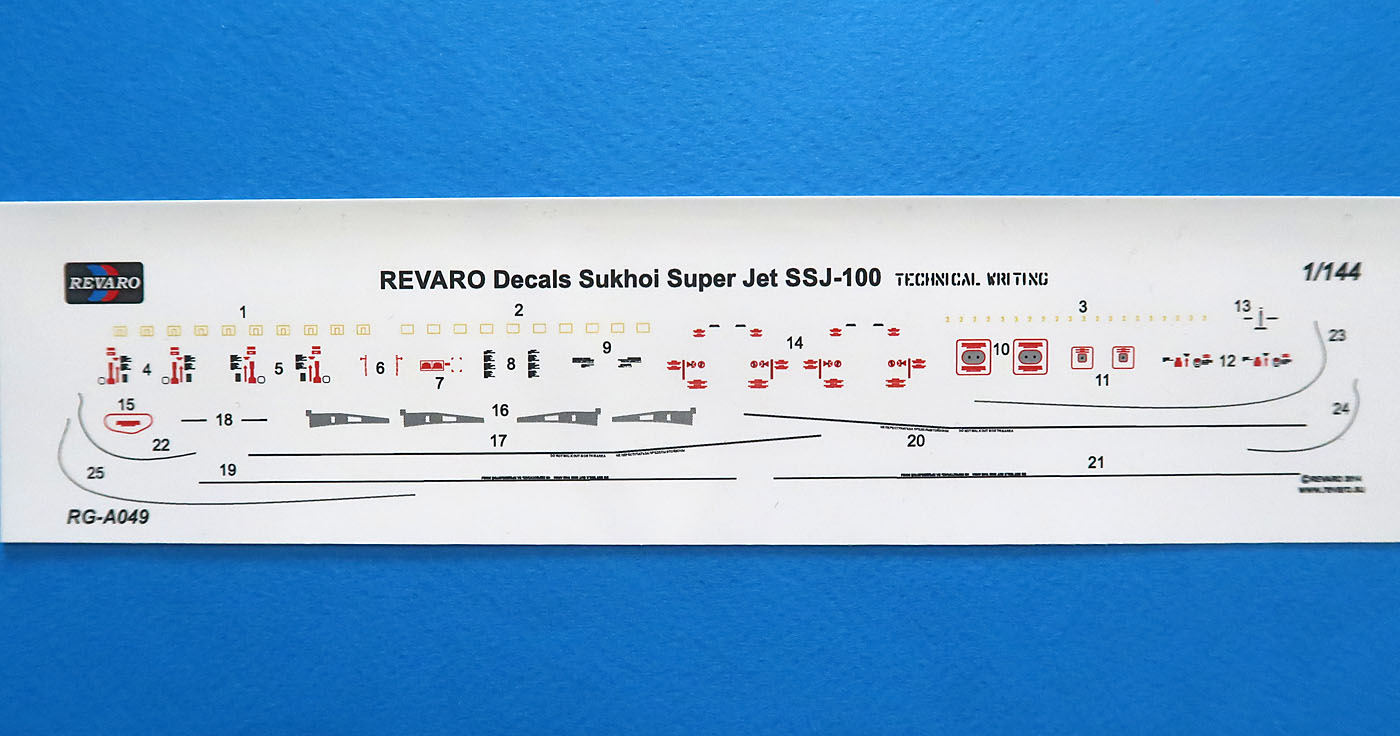 REVARO
REVARO Decals Sukhoi Super Jet SSJ-100 TECHNICAL WRITING
1/144
1 2 3 13
23
4 5 6 7 8 9 14 10 11 12
15 18 16 24
22 17 20
25 19 21
©REVARO 2014
www.revaro.ru
RG-A049